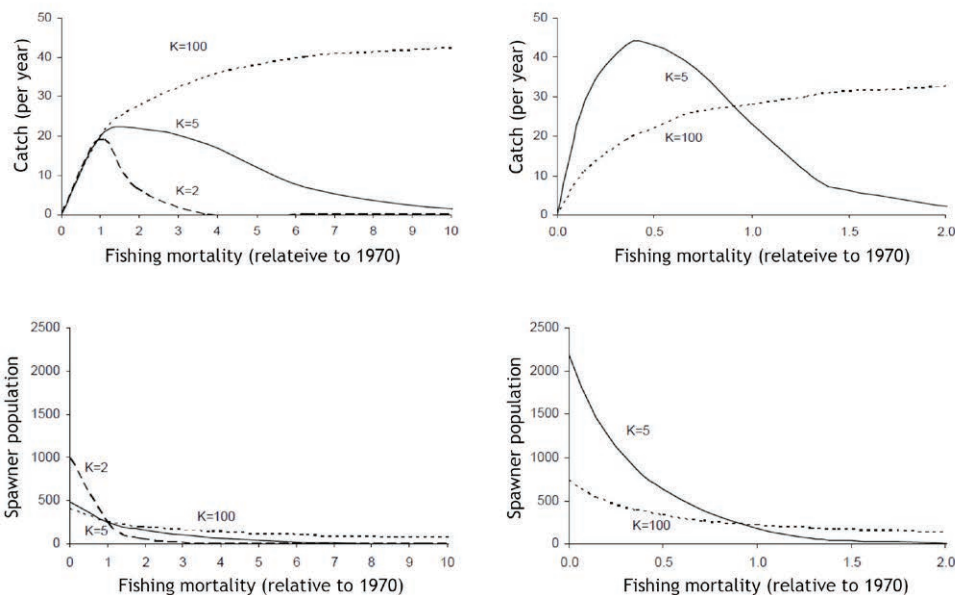 Catch (per year)
50
40
30
20
10
0
K=100
K=5
K=2
0 1 2 3 4 5 6 7 8 9 10
Fishing mortality (relateive to 1970)
Catch (per year)
50
40
30
20
10
0
K=5
K=100
0.0 0.5 1.0 1.5 2.0
Fishing mortality (relateive to 1970)
Spawner population
2500
2000
1500
1000
500
0
K=2
K=100
K=5
0 1 2 3 4 5 6 7 8 9 10
Fishing mortality (relative to 1970)
Spawner population
2500
2000
1500
1000
500
0
K=5
K=100
0.0 0.5 1.0 1.5 2.0
Fishing mortality (relative to 1970)